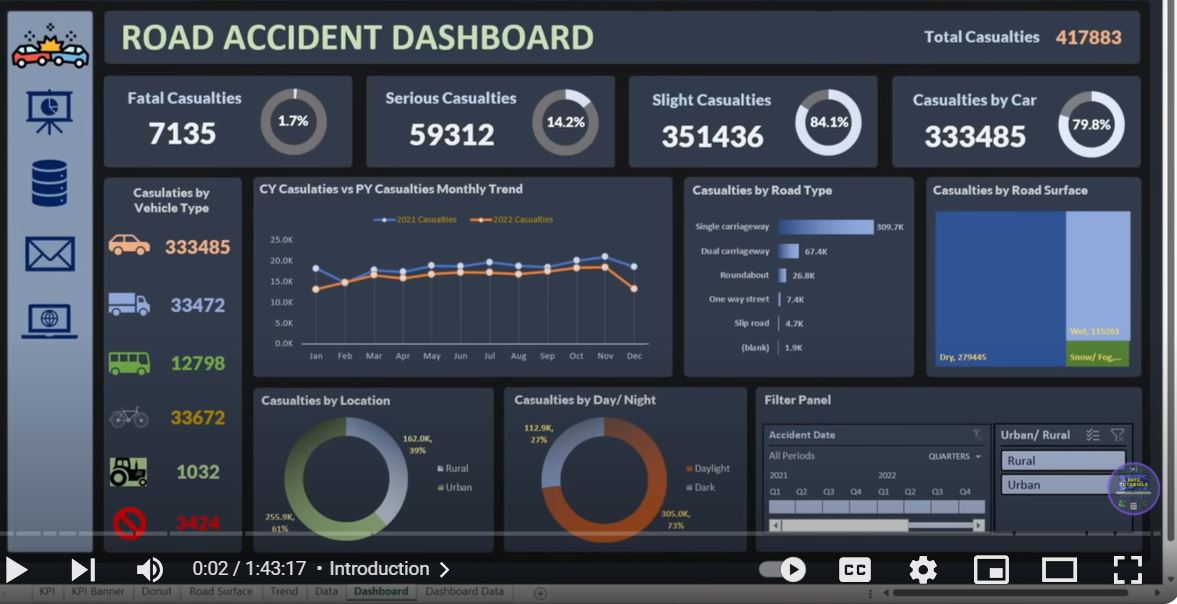 ROAD ACCIDENT DASHBOARD
Total Casualties 417883
Fatal Casualties
7135
1.7%
Serious Casualties
59312
14.2%
Slight Casualties
351436
84.1%
Casualties by Car
333485
79.8%
Casulaties by
Vehicle Type
333485
33472
12798
33672
1032
3424
CY Casulaties vs PY Casualties Monthly Trend
2021 Casualties 2022 Casualties
25.0K
20.0K
15.0K
10.0K
5.0K
0.0K
Jan Feb Mar Apr May Jun Jul Aug Sep Oct Nov Dec
Casualties by Road Type
Single carriageway 309.7K
Dual carriageway 67.4K
Roundabout 26.8K
One way street 7.4K
Slip road 4.7K
(blank) 1.9K
Casualties by Road Surface
Wet, 115261
Dry, 279445
Snow/ Fog,...
Casualties by Location
162.0K,
39%
Rural
Urban
255.9K,
61%
Casualties by Day/ Night
112.9K,
27%
Daylight
Dark
305.0K,
73%
Filter Panel
Accident Date
All Periods QUARTERS
2021 2022
Q1 Q2 Q3 Q4 Q1 Q2 Q3 Q4
Urban/ Rural
Rural
Urban
DATA
TUTORIALS
0:02 / 1:43:17 • Introduction
CC
KPI KPI Banner Donut Road Surface Trend Data Dashboard Dashboard Data